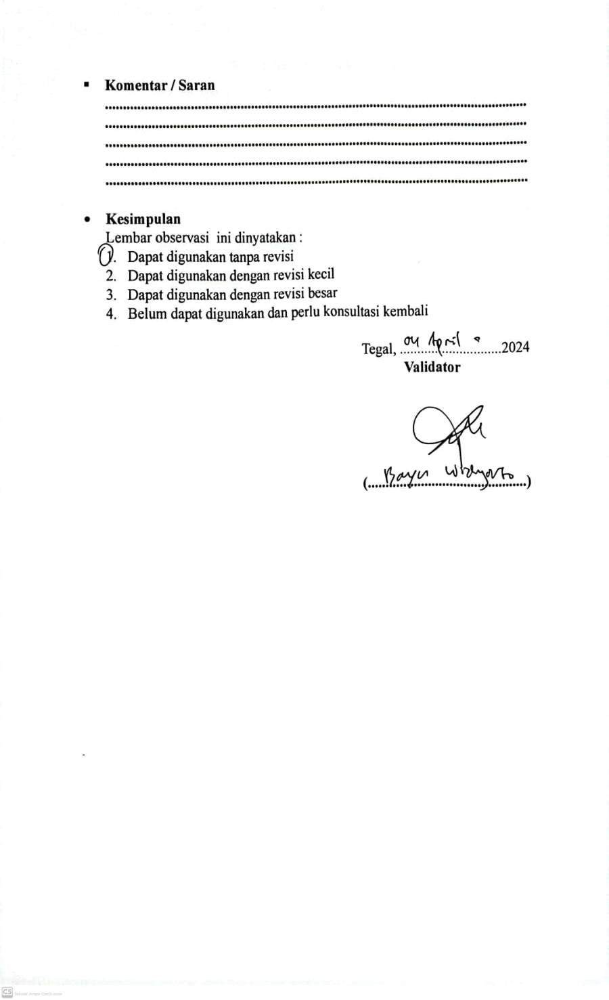 ▪ Komentar / Saran
................................................................
................................................................
................................................................
................................................................
................................................................
• Kesimpulan
Lembar observasi ini dinyatakan :
1. Dapat digunakan tanpa revisi
2. Dapat digunakan dengan revisi kecil
3. Dapat digunakan dengan revisi besar
4. Belum dapat digunakan dan perlu konsultasi kembali
Tegal, 04 April 2024
Validator
(Bayu)
CS